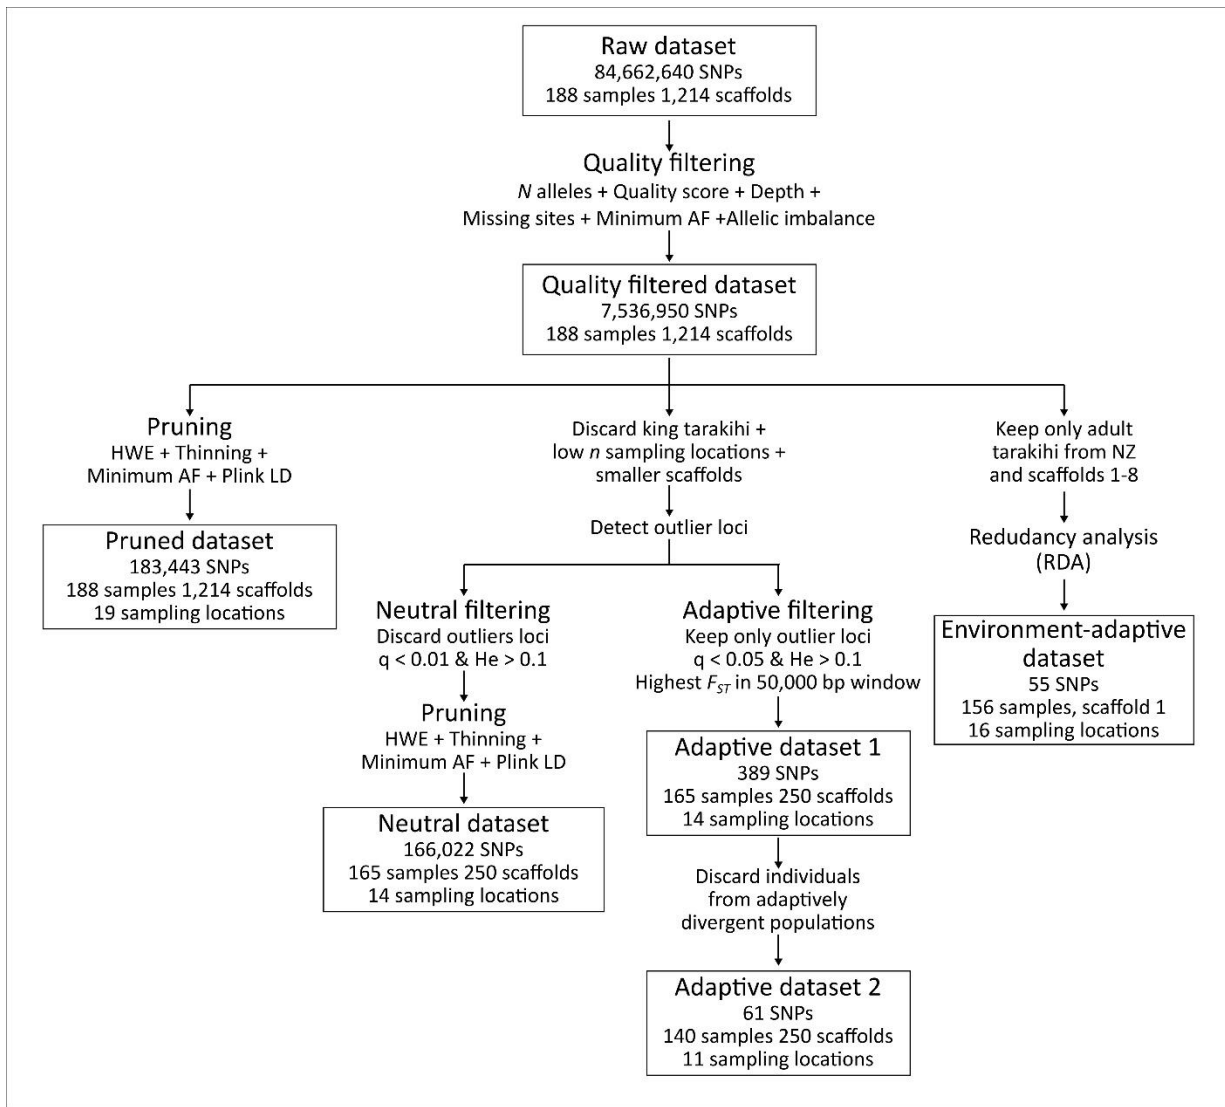 Raw dataset
84,662,640 SNPs
188 samples 1,214 scaffolds
Quality filtering
N alleles + Quality score + Depth +
Missing sites + Minimum AF +Allelic imbalance
Quality filtered dataset
7,536,950 SNPs
188 samples 1,214 scaffolds
Pruning
HWE + Thinning +
Minimum AF + Plink LD
Pruned dataset
183,443 SNPs
188 samples 1,214 scaffolds
19 sampling locations
Discard king tarakihi +
low n sampling locations +
smaller scaffolds
Detect outlier loci
Neutral filtering
Discard outliers loci
q < 0.01 & He > 0.1
Pruning
HWE + Thinning +
Minimum AF + Plink LD
Neutral dataset
166,022 SNPs
165 samples 250 scaffolds
14 sampling locations
Adaptive filtering
Keep only outlier loci
q < 0.05 & He > 0.1
Highest FST in 50,000 bp window
Adaptive dataset 1
389 SNPs
165 samples 250 scaffolds
14 sampling locations
Discard individuals
from adaptively
divergent populations
Adaptive dataset 2
61 SNPs
140 samples 250 scaffolds
11 sampling locations
Keep only adult
tarakihi from NZ
and scaffolds 1-8
Redudancy analysis
(RDA)
Environment-adaptive
dataset
55 SNPs
156 samples, scaffold 1
16 sampling locations